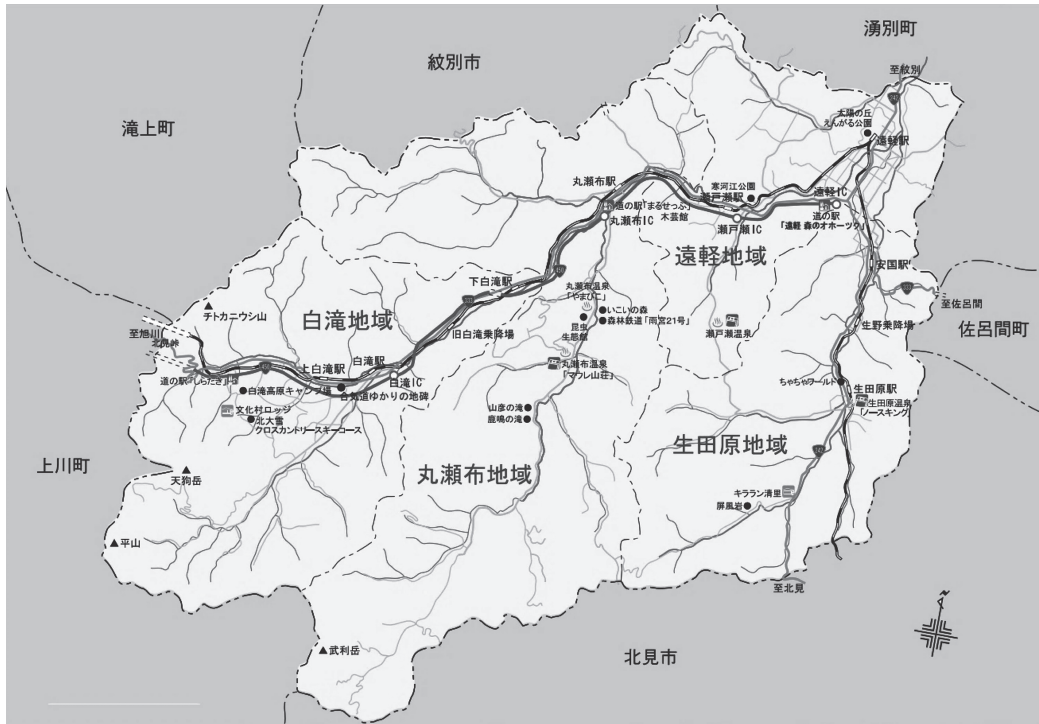 湧別町
紋別市
至紋別
滝上町
太陽の丘
えんがる公園
遠軽駅
丸瀬布駅
寒河江公園
瀬戸瀬駅
遠軽IC
道の駅「まるせっぷ」
木芸館
丸瀬布IC
瀬戸瀬IC
道の駅
「遠軽 森のオホーツク」
遠軽地域
安国駅
下白滝駅
丸瀬布温泉
「やまびこ」
至佐呂間
チトカニウシ山
白滝地域
いこいの森
森林鉄道「雨宮21号」
昆虫
生態館
瀬戸瀬温泉
生野乗降場
佐呂間町
至旭川
北見峠
旧白滝乗降場
上白滝駅
白滝駅
白滝IC
丸瀬布温泉
「マウレ山荘」
道の駅「しらたき」
白滝高原キャンプ場
合気道ゆかりの地碑
ちゃちゃワールド
生田原駅
生田原温泉
「ノースキング」
文化村ロッジ
北大雪
クロスカントリースキーコース
山彦の滝
鹿鳴の滝
生田原地域
上川町
天狗岳
丸瀬布地域
キララン清里
屏風岩
平山
至北見
武利岳
北見市